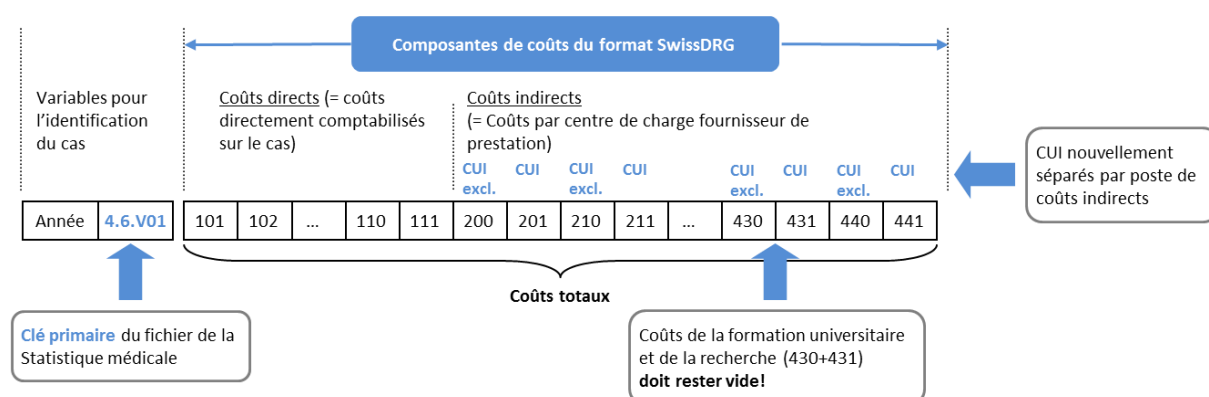 Composantes de coûts du format SwissDRG
Variables pour
l'identification
du cas
Coûts directs (= coûts
directement comptabilisés
sur le cas)
Coûts indirects
(= Coûts par centre de charge fournisseur de
prestation)
CUI excl. CUI CUI excl. CUI CUI excl. CUI CUI excl. CUI
CUI nouvellement
séparés par poste de
coûts indirects
Année 4.6.V01 101 102 ... 110 111 200 201 210 211 ... 430 431 440 441
Coûts totaux
Clé primaire du fichier de la
Statistique médicale
Coûts de la formation universitaire
et de la recherche (430+431)
doit rester vide!